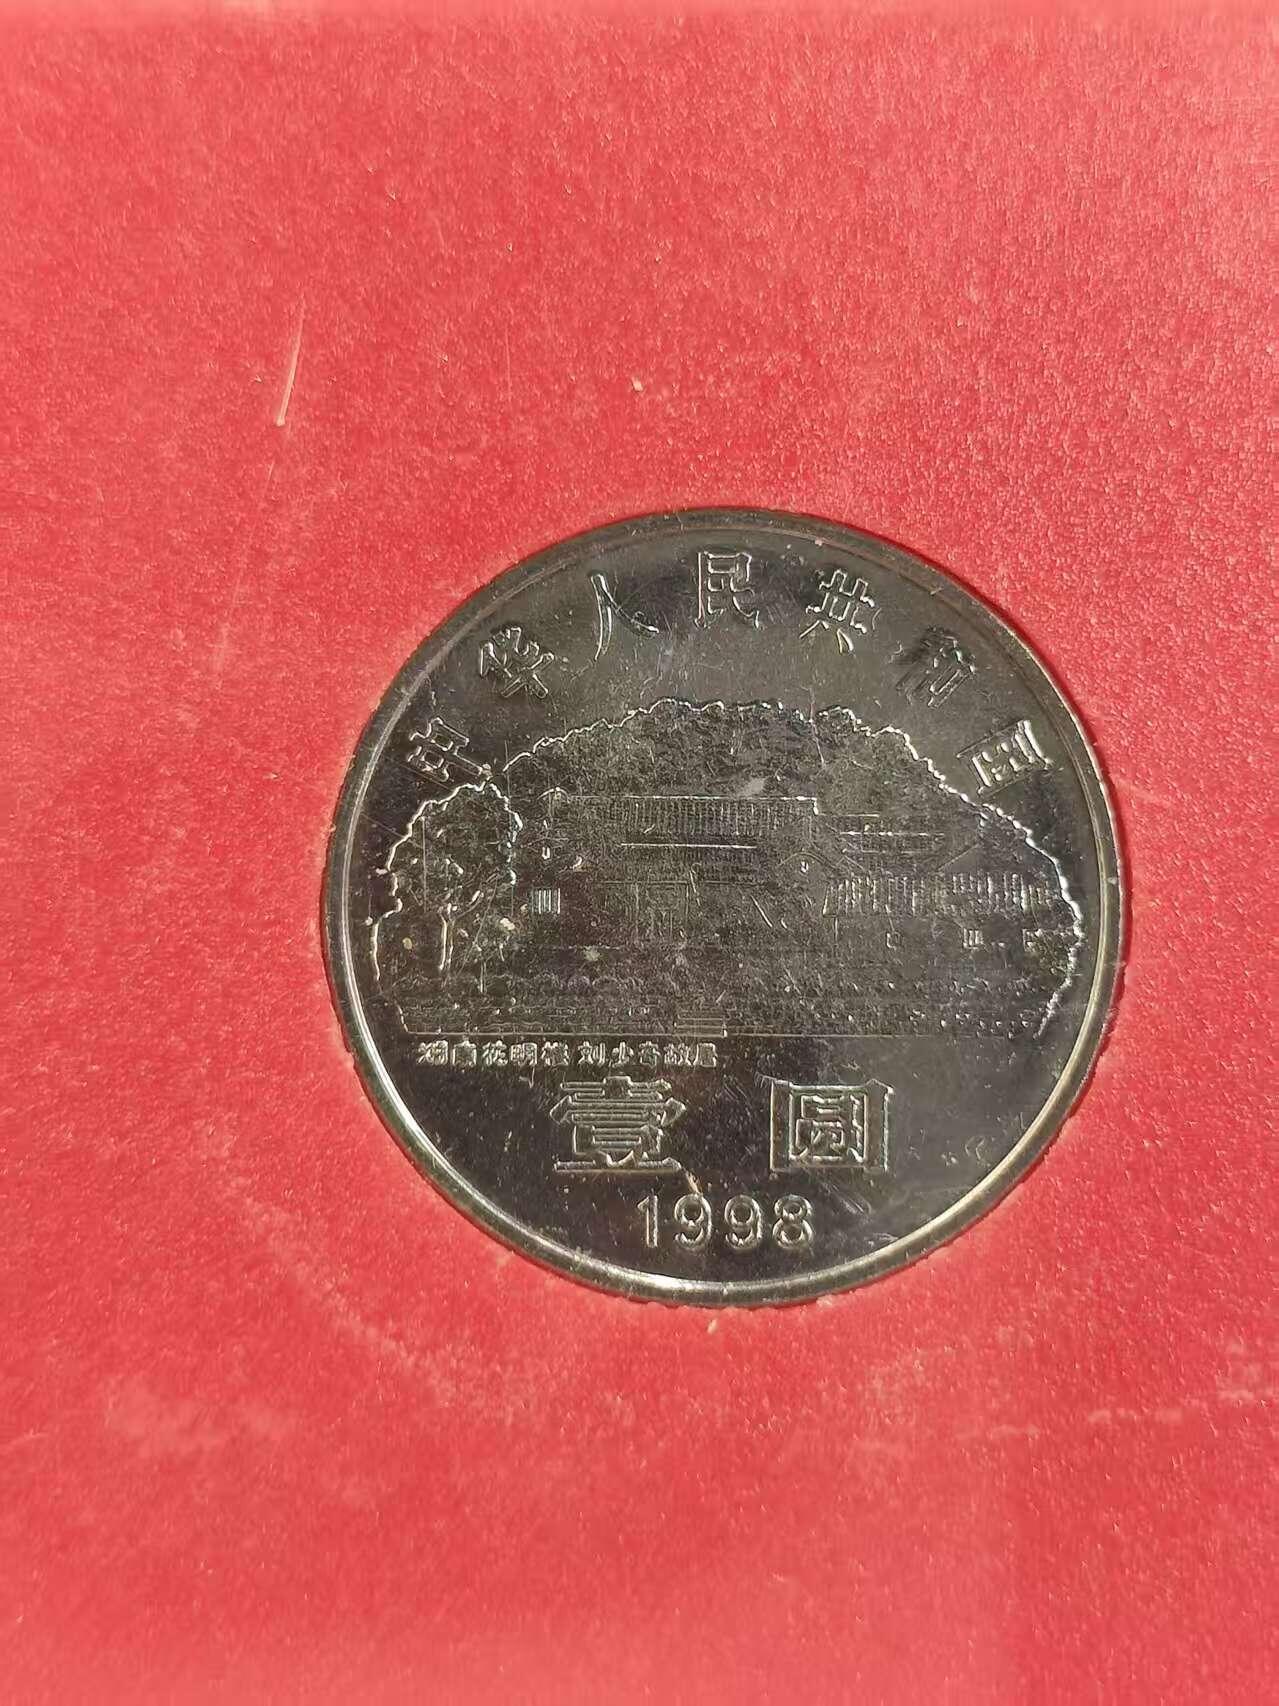 中华人民共和国
湖南花明楼 刘少奇故居
壹圆
1998